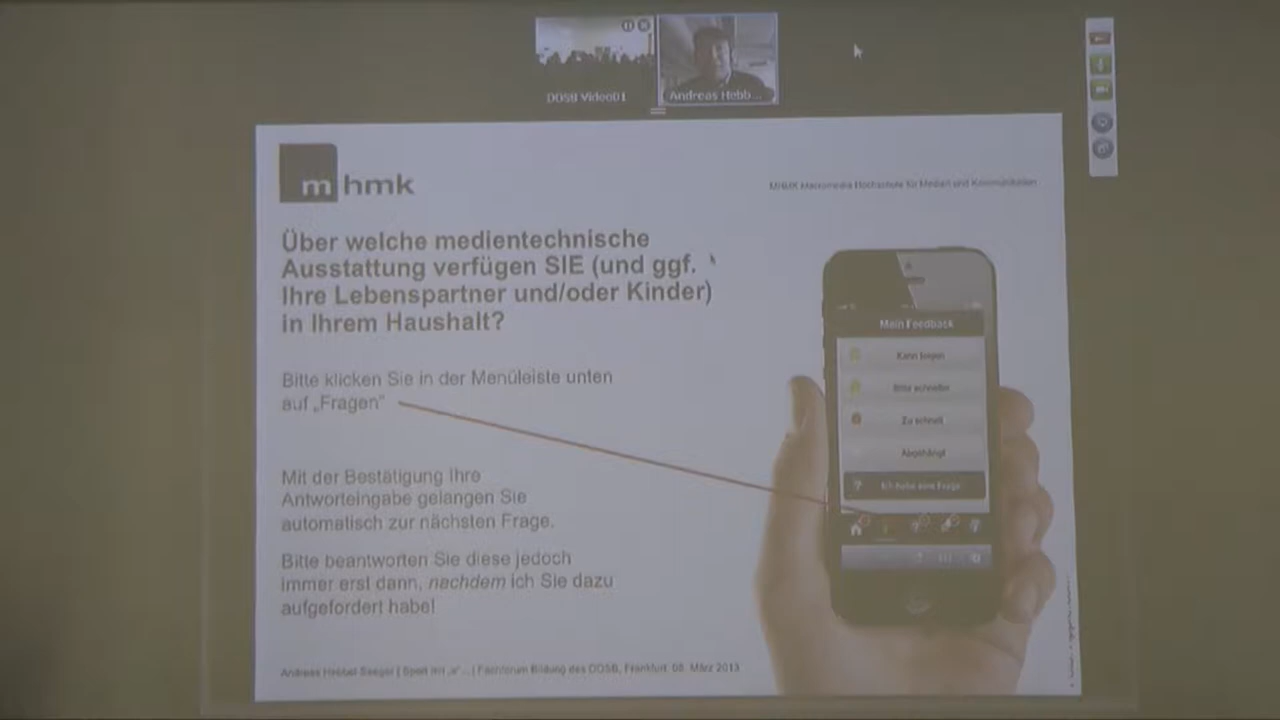 DOSB Video01
Andreas Hebb...
mhmk
MHMK Macromedia Hochschule für Medien und Kommunikation
Über welche medientechnische
Ausstattung verfügen SIE (und ggf.
Ihre Lebenspartner und/oder Kinder)
in Ihrem Haushalt?
Bitte klicken Sie in der Menüleiste unten
auf „Fragen“
Mit der Bestätigung Ihre
Antworteingabe gelangen Sie
automatisch zur nächsten Frage.
Bitte beantworten Sie diese jedoch
immer erst dann, nachdem ich Sie dazu
aufgefordert habe!
Mein Feedback
Kann folgen
Bitte schneller
Zu schnell
Abgehängt
Ich habe eine Frage
Andreas Hebbel-Seeger | Sport mit „e“... | Fachforum Bildung des DOSB, Frankfurt, 08. März 2013